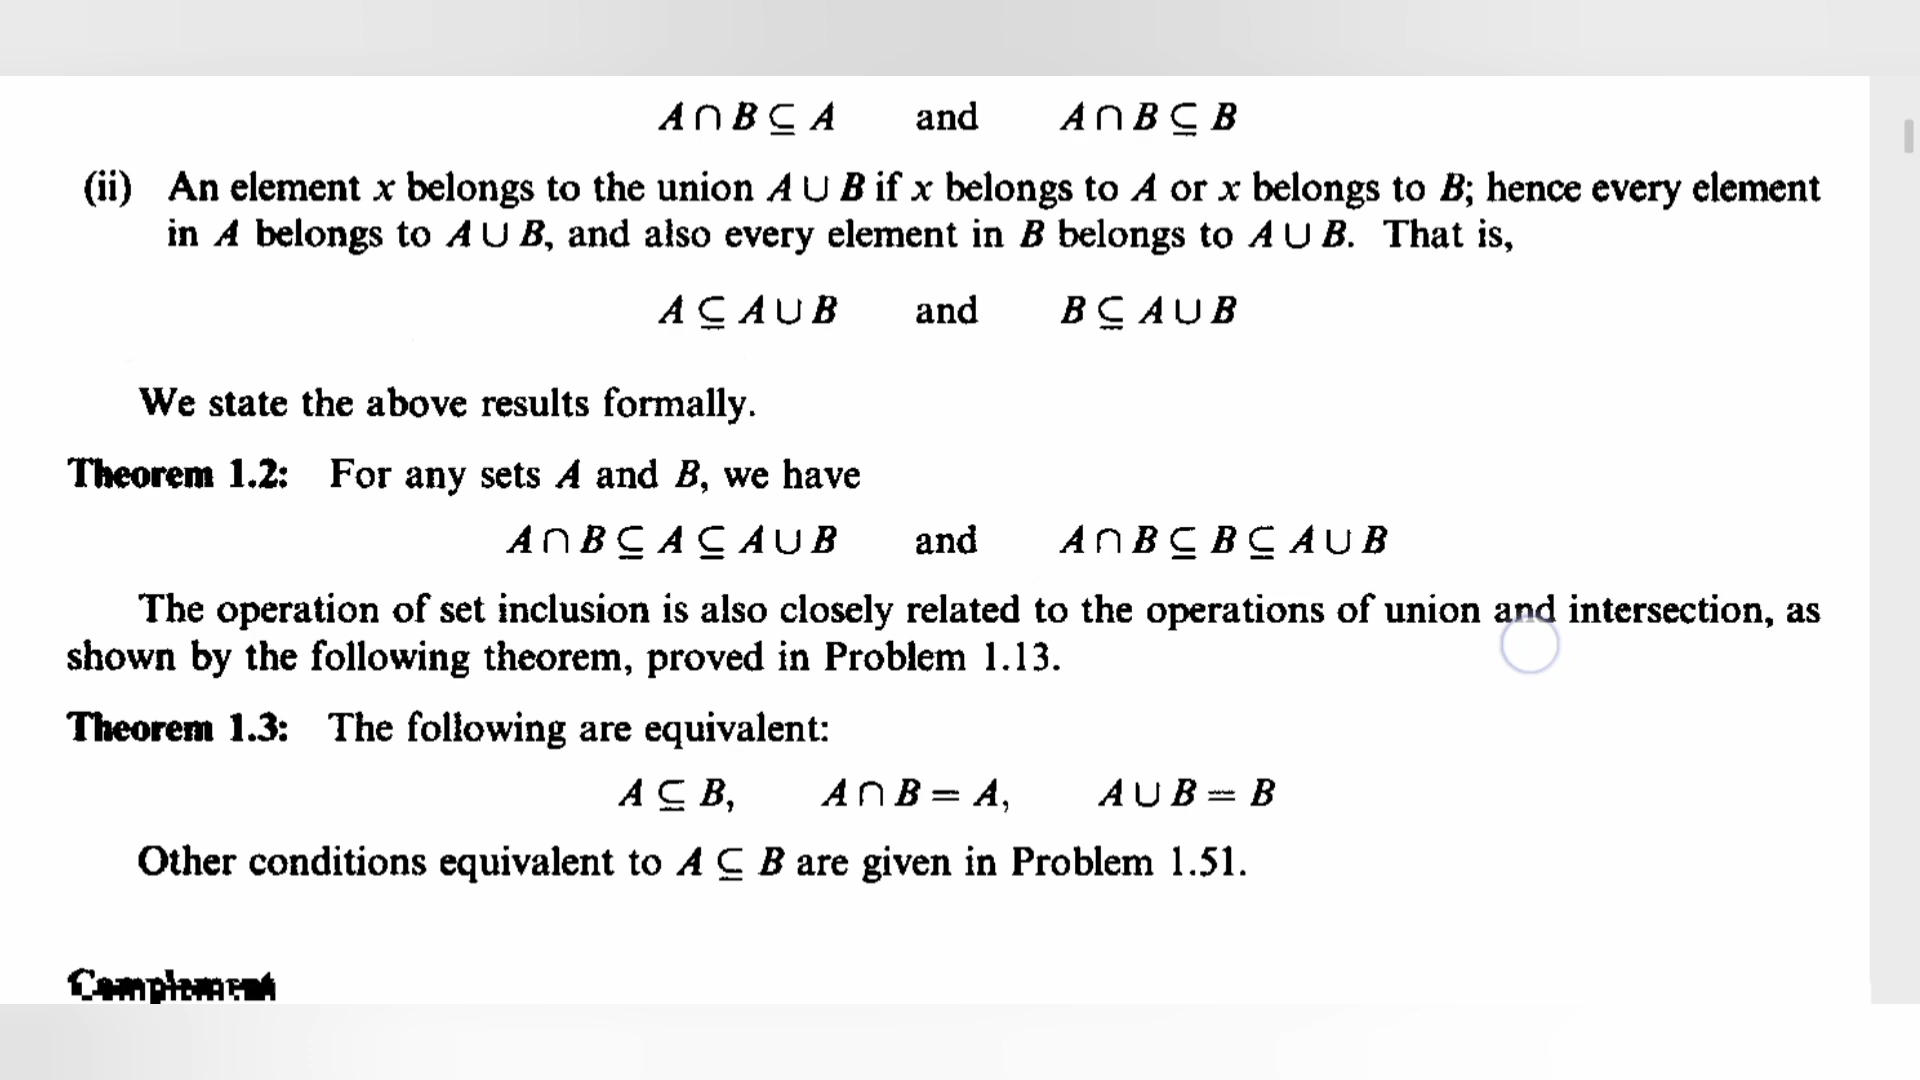 A ∩ B ⊆ A and A ∩ B ⊆ B
(ii) An element x belongs to the union A ∪ B if x belongs to A or x belongs to B; hence every element
in A belongs to A ∪ B, and also every element in B belongs to A ∪ B. That is,
A ⊆ A ∪ B and B ⊆ A ∪ B
We state the above results formally.
Theorem 1.2: For any sets A and B, we have
A ∩ B ⊆ A ⊆ A ∪ B and A ∩ B ⊆ B ⊆ A ∪ B
The operation of set inclusion is also closely related to the operations of union and intersection, as
shown by the following theorem, proved in Problem 1.13.
Theorem 1.3: The following are equivalent:
A ⊆ B, A ∩ B = A, A ∪ B = B
Other conditions equivalent to A ⊆ B are given in Problem 1.51.
Complement